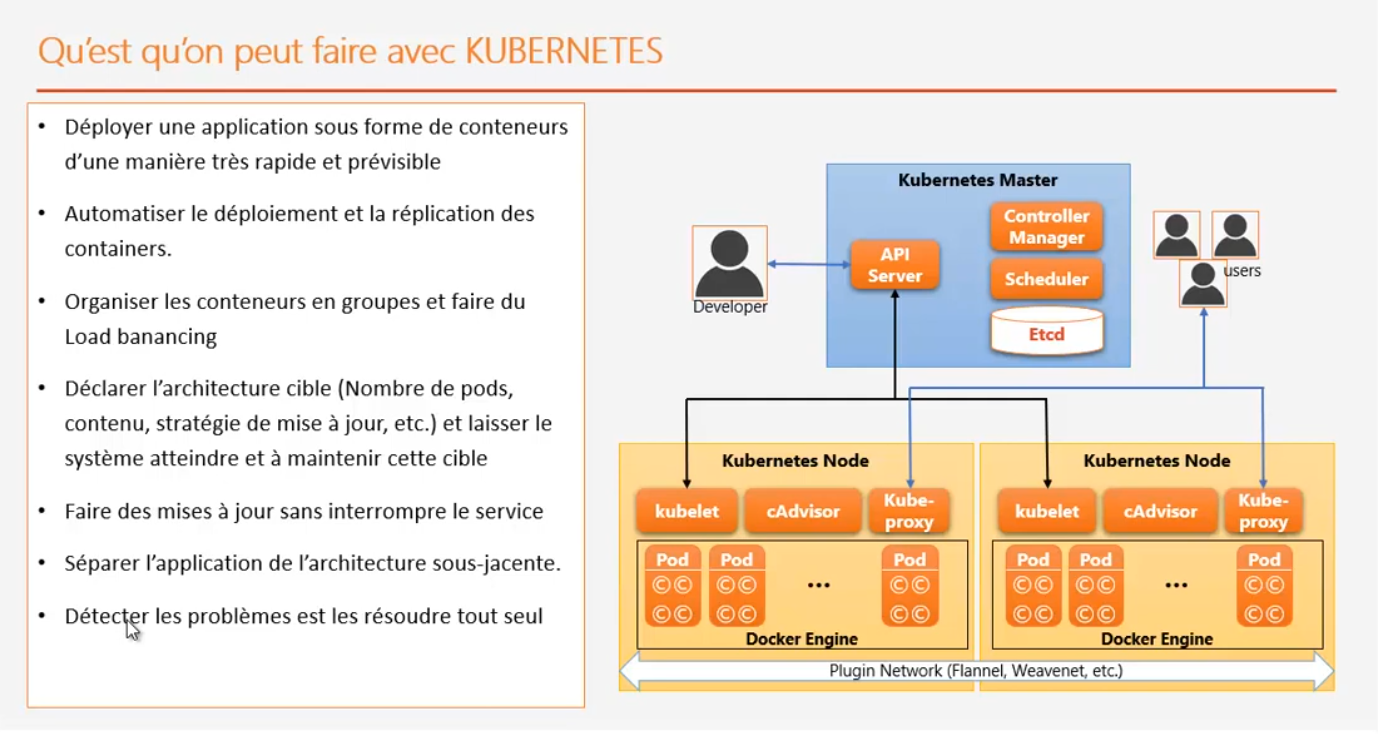 Qu'est qu'on peut faire avec KUBERNETES
• Déployer une application sous forme de conteneurs
d'une manière très rapide et prévisible
• Automatiser le déploiement et la réplication des
containers.
• Organiser les conteneurs en groupes et faire du
Load banancing
• Déclarer l'architecture cible (Nombre de pods,
contenu, stratégie de mise à jour, etc.) et laisser le
système atteindre et à maintenir cette cible
• Faire des mises à jour sans interrompre le service
• Séparer l'application de l'architecture sous-jacente.
• Détecter les problèmes est les résoudre tout seul
Kubernetes Master
Controller
Manager
API
Server
Scheduler
Etcd
Developer
users
Kubernetes Node
kubelet
cAdvisor
Kube-
proxy
Pod
© ©
© ©
Pod
© ©
© ©
...
Pod
© ©
© ©
Docker Engine
Kubernetes Node
kubelet
cAdvisor
Kube-
proxy
Pod
© ©
© ©
Pod
© ©
© ©
...
Pod
© ©
© ©
Docker Engine
Plugin Network (Flannel, Weavenet, etc.)